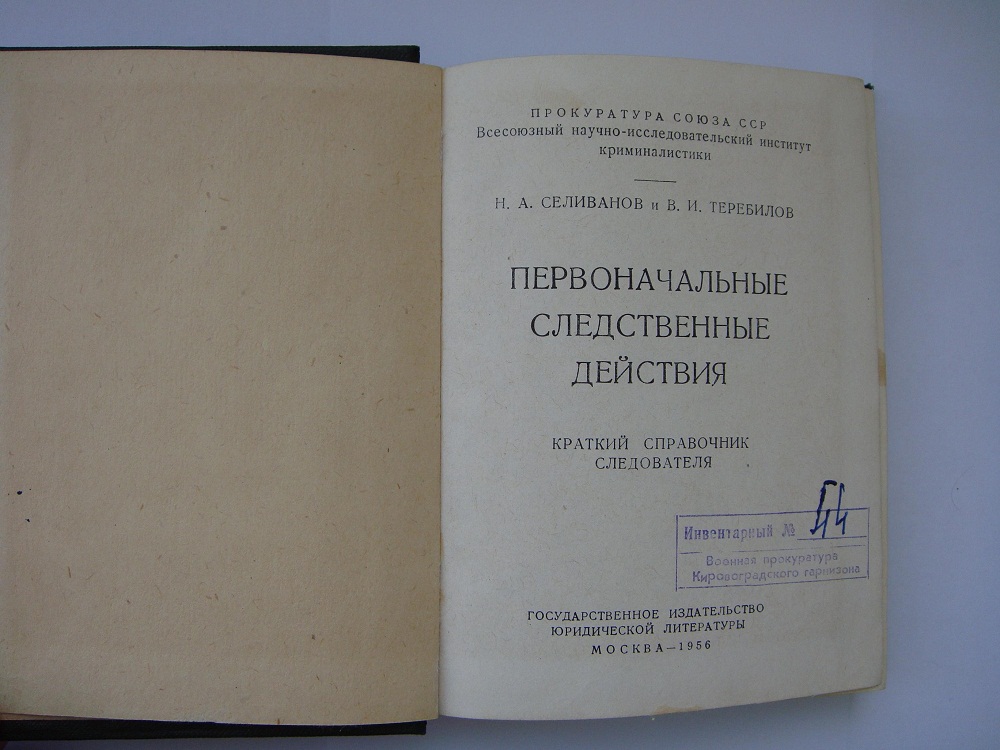 ПРОКУРАТУРА СОЮЗА ССР
Всесоюзный научно-исследовательский институт
криминалистики
Н. А. СЕЛИВАНОВ и В. И. ТЕРЕБИЛОВ
ПЕРВОНАЧАЛЬНЫЕ
СЛЕДСТВЕННЫЕ
ДЕЙСТВИЯ
КРАТКИЙ СПРАВОЧНИК
СЛЕДОВАТЕЛЯ
Инвентарный №
Военная прокуратура
Кировоградского гарнизона
ГОСУДАРСТВЕННОЕ ИЗДАТЕЛЬСТВО
ЮРИДИЧЕСКОЙ ЛИТЕРАТУРЫ
МОСКВА—1956